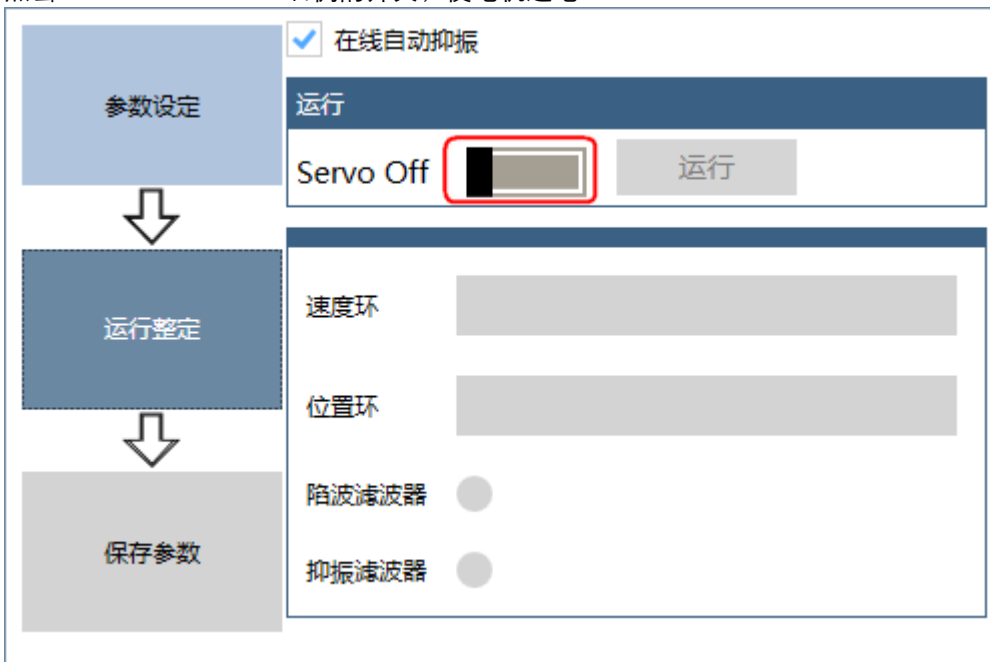 在线自动抑振
参数设定
运行
Servo Off
运行
运行整定
速度环
位置环
陷波滤波器
保存参数
抑振滤波器